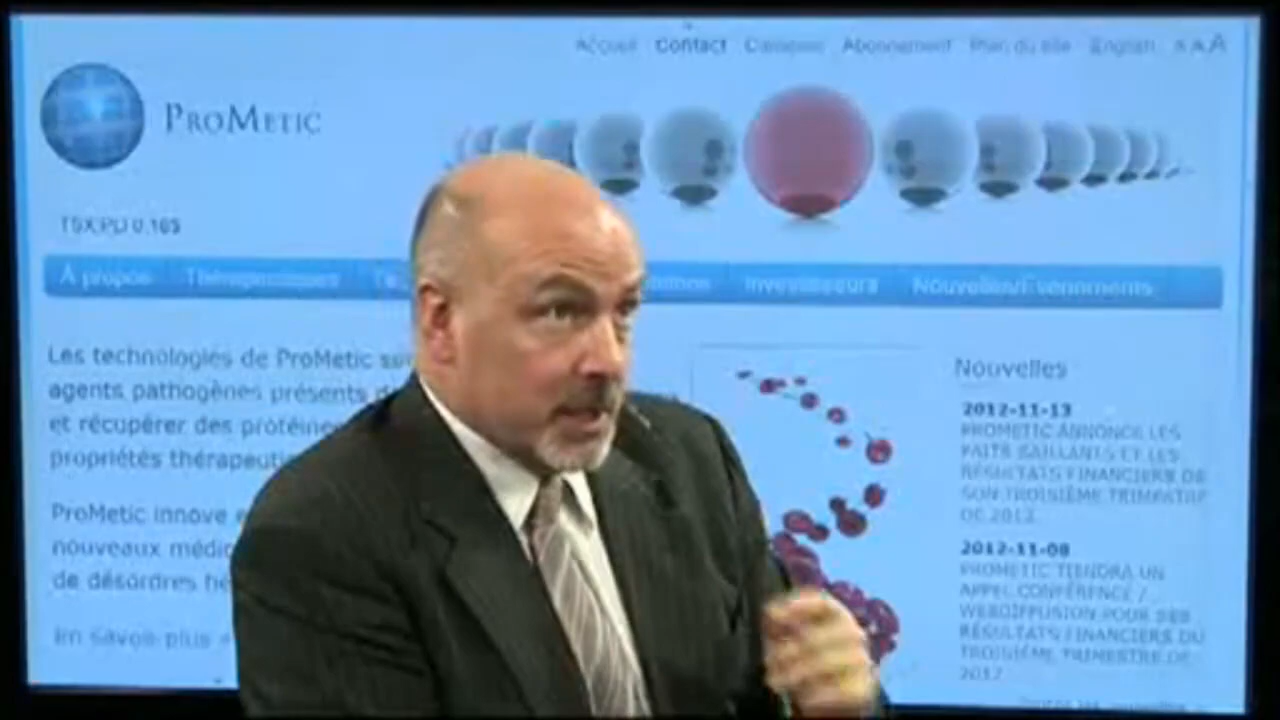 Accueil Contact Carrières Abonnement Plan du site English A A A
PROMETIC
TSX:PLI 0.165
À propos Thérapeutiques Investisseurs Nouvelles/Evénements
Les technologies de ProMetic
agents pathogènes présents
et récupérer des protéines
propriétés
ProMetic innove
nouveaux
de désordres
En savoir plus
Nouvelles
2012-11-13
PROMETIC ANNONCE LES
FAITS SAILLANTS ET LES
RÉSULTATS FINANCIERS DE
SON TROISIÈME TRIMESTRE
DE 2012
2012-11-08
PROMETIC TIENDRA UN
APPEL CONFÉRENCE /
WEBDIFFUSION POUR SES
RÉSULTATS FINANCIERS DU
TROISIÈME TRIMESTRE DE
2012